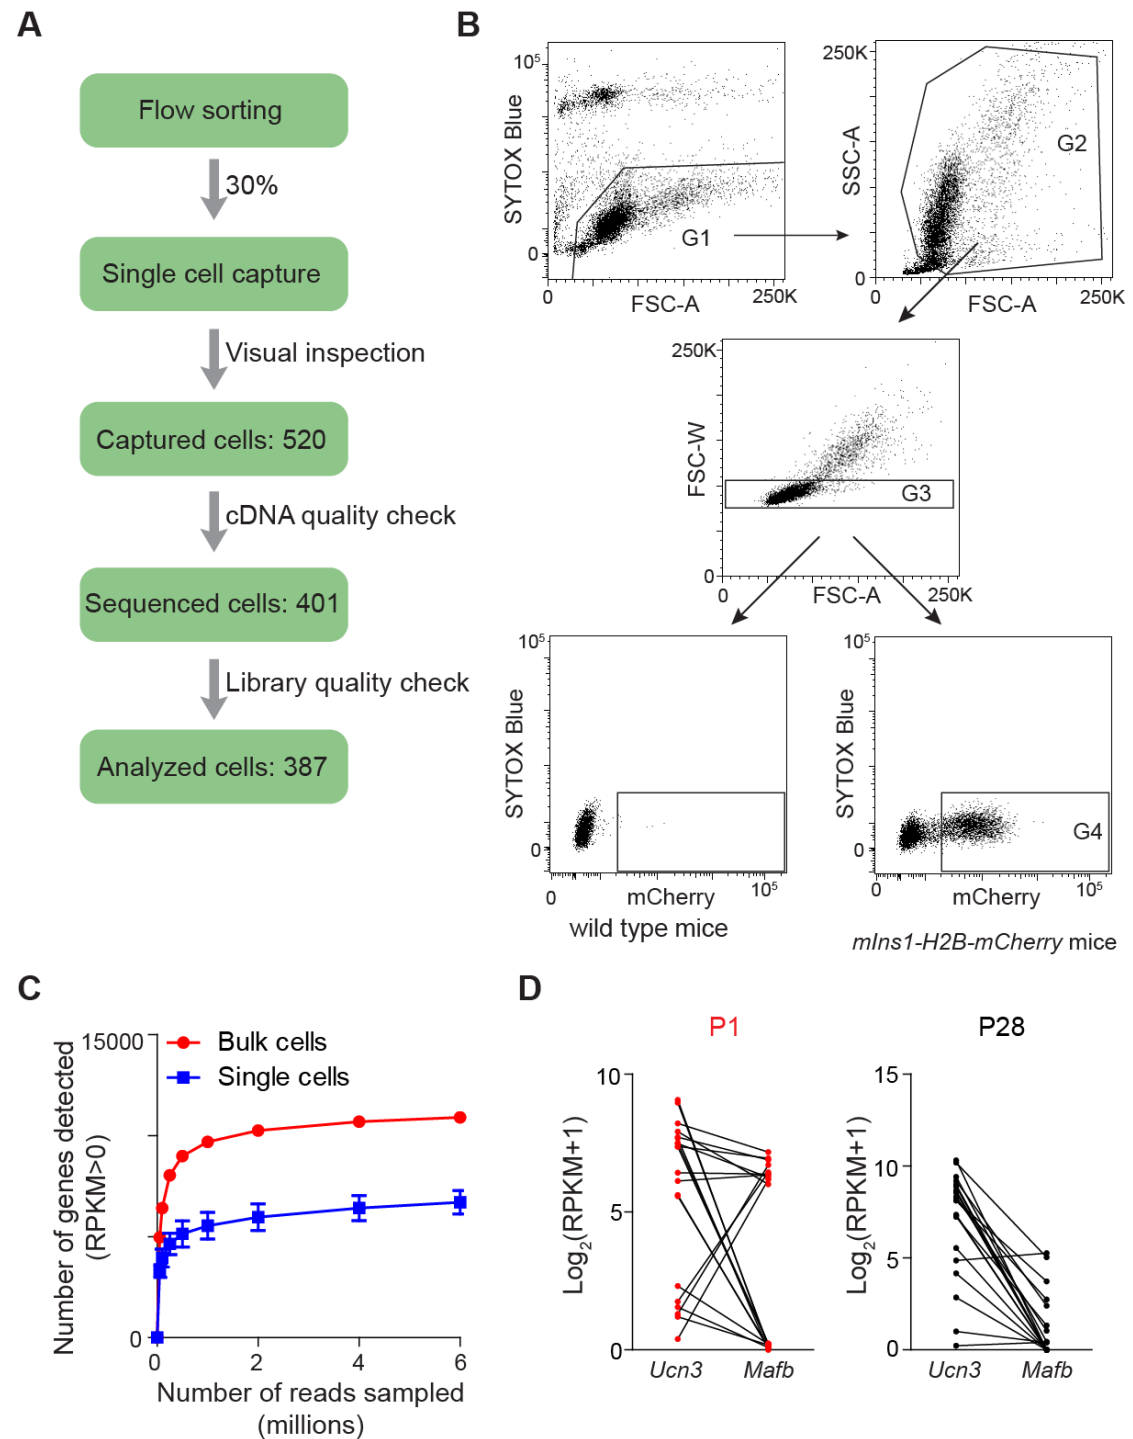 A
Flow sorting
30%
Single cell capture
Visual inspection
Captured cells: 520
cDNA quality check
Sequenced cells: 401
Library quality check
Analyzed cells: 387
B
SYTOX Blue
10⁵
0
G1
0
FSC-A
250K
SSC-A
250K
0
G2
0
FSC-A
250K
FSC-W
250K
0
G3
0
FSC-A
250K
SYTOX Blue
10⁵
0
0
mCherry
10⁵
wild type mice
SYTOX Blue
10⁵
0
G4
0
mCherry
10⁵
mIns1-H2B-mCherry mice
C
Number of genes detected
(RPKM>0)
15000
0
Bulk cells
Single cells
0 2 4 6
Number of reads sampled
(millions)
D
P1
Log₂(RPKM+1)
10
5
0
Ucn3 Mafb
P28
Log₂(RPKM+1)
15
10
5
0
Ucn3 Mafb